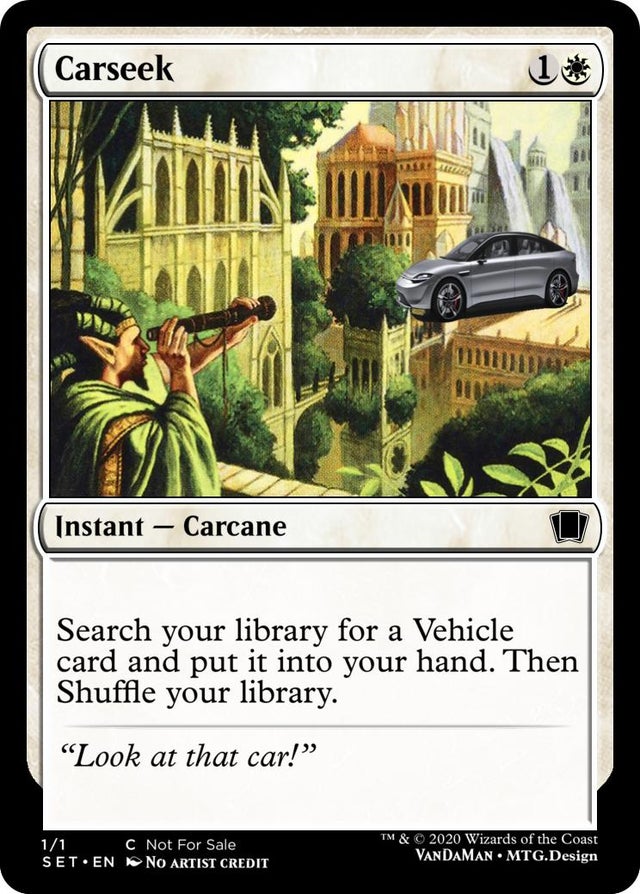 Carseek 1
Instant — Carcane
Search your library for a Vehicle
card and put it into your hand. Then
Shuffle your library.
“Look at that car!”
1/1 C Not For Sale ™ & © 2020 Wizards of the Coast
SET • EN No artist credit VanDaMan • MTG.Design